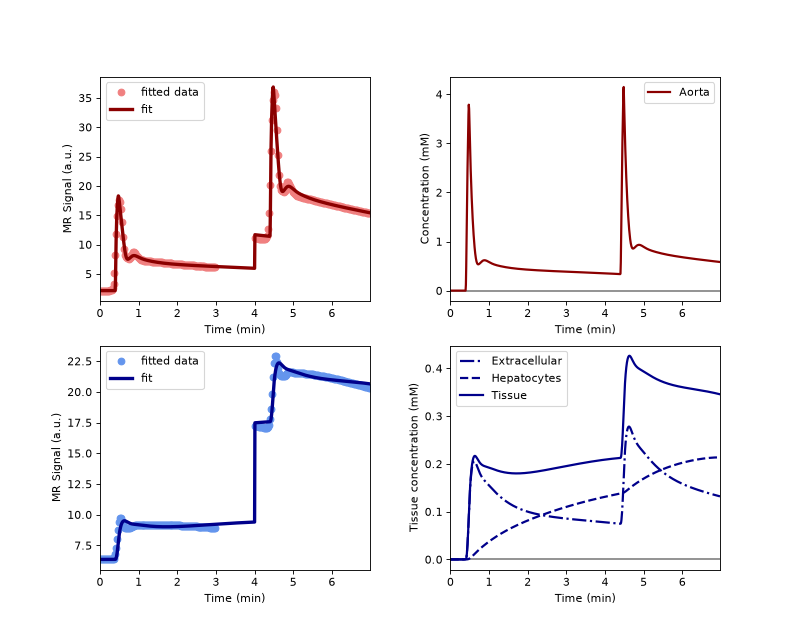 fitted data
fit
MR Signal (a.u.)
35
30
25
20
15
10
5
0 1 2 3 4 5 6
Time (min)
Aorta
Concentration (mM)
4
3
2
1
0
0 1 2 3 4 5 6
Time (min)
fitted data
fit
MR Signal (a.u.)
22.5
20.0
17.5
15.0
12.5
10.0
7.5
0 1 2 3 4 5 6
Time (min)
Extracellular
Hepatocytes
Tissue
Tissue concentration (mM)
0.4
0.3
0.2
0.1
0.0
0 1 2 3 4 5 6
Time (min)